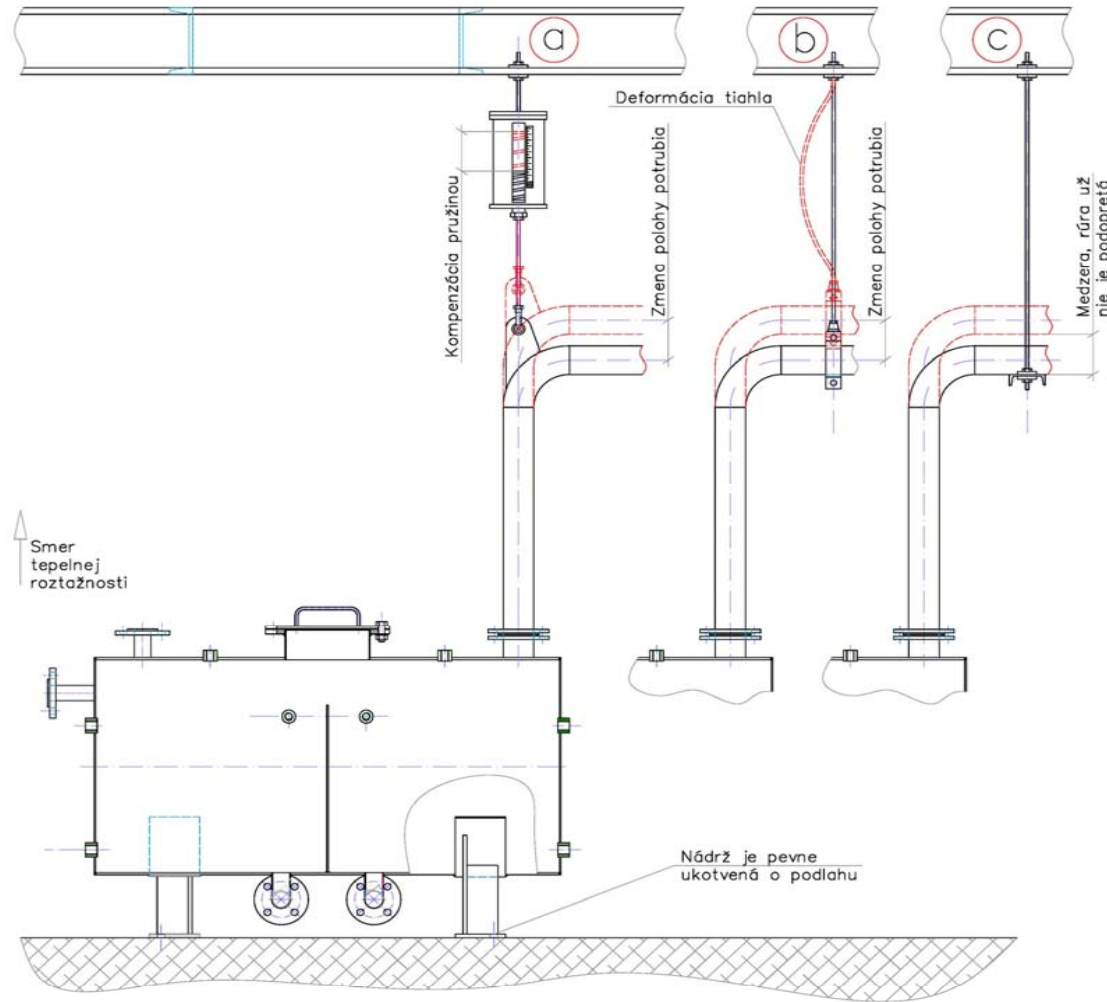 a
b
c
Deformácia tiahla
Kompenzácia pružinou
Zmena polohy potrubia
Zmena polohy potrubia
Medzera, rúra už
nie je podopretá
Smer
tepelnej
roztažnosti
Nádrž je pevne
ukotvená o podlahu